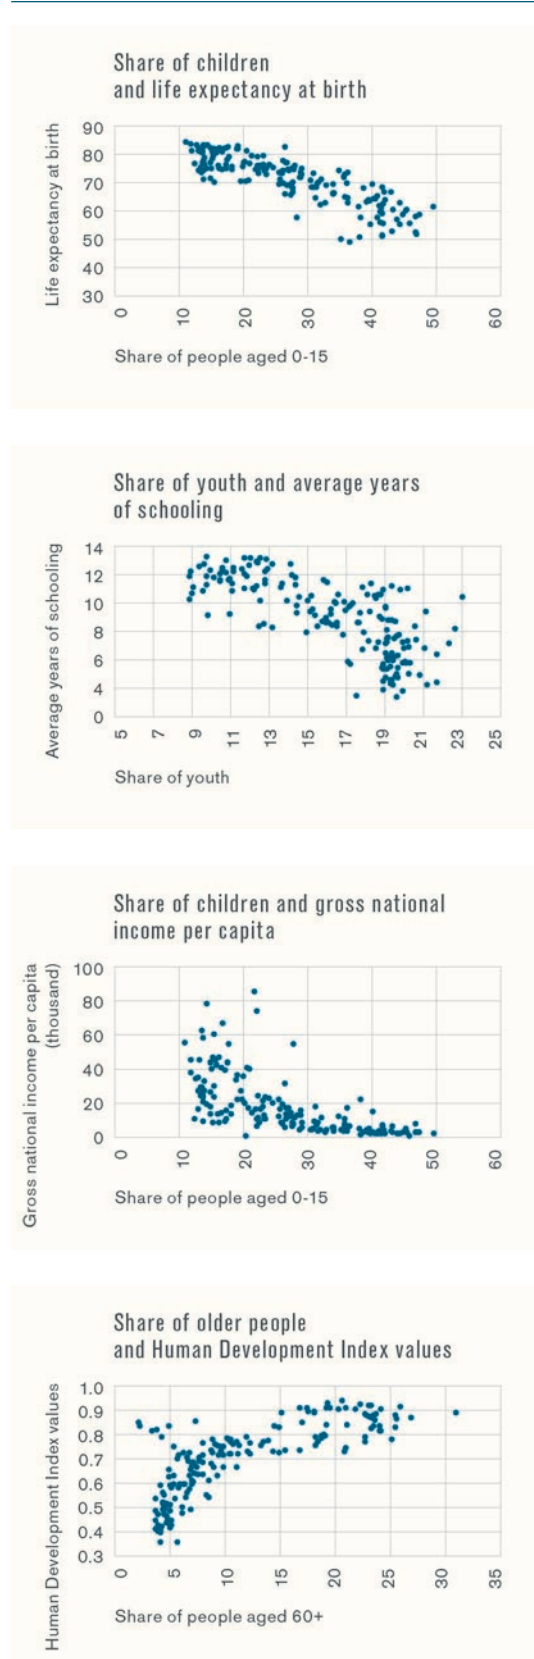 Share of children
and life expectancy at birth
Life expectancy at birth
90
80
70
60
50
40
30
0 10 20 30 40 50 60
Share of people aged 0-15
Share of youth and average years
of schooling
Average years of schooling
14
12
10
8
6
4
0
5 7 9 11 13 15 17 19 21 23 25
Share of youth
Share of children and gross national
income per capita
Gross national income per capita
(thousand)
100
80
60
40
20
0
0 10 20 30 40 50 60
Share of people aged 0-15
Share of older people
and Human Development Index values
Human Development Index values
1.0
0.9
0.8
0.7
0.6
0.5
0.4
0.3
0 5 10 15 20 25 30 35
Share of people aged 60+